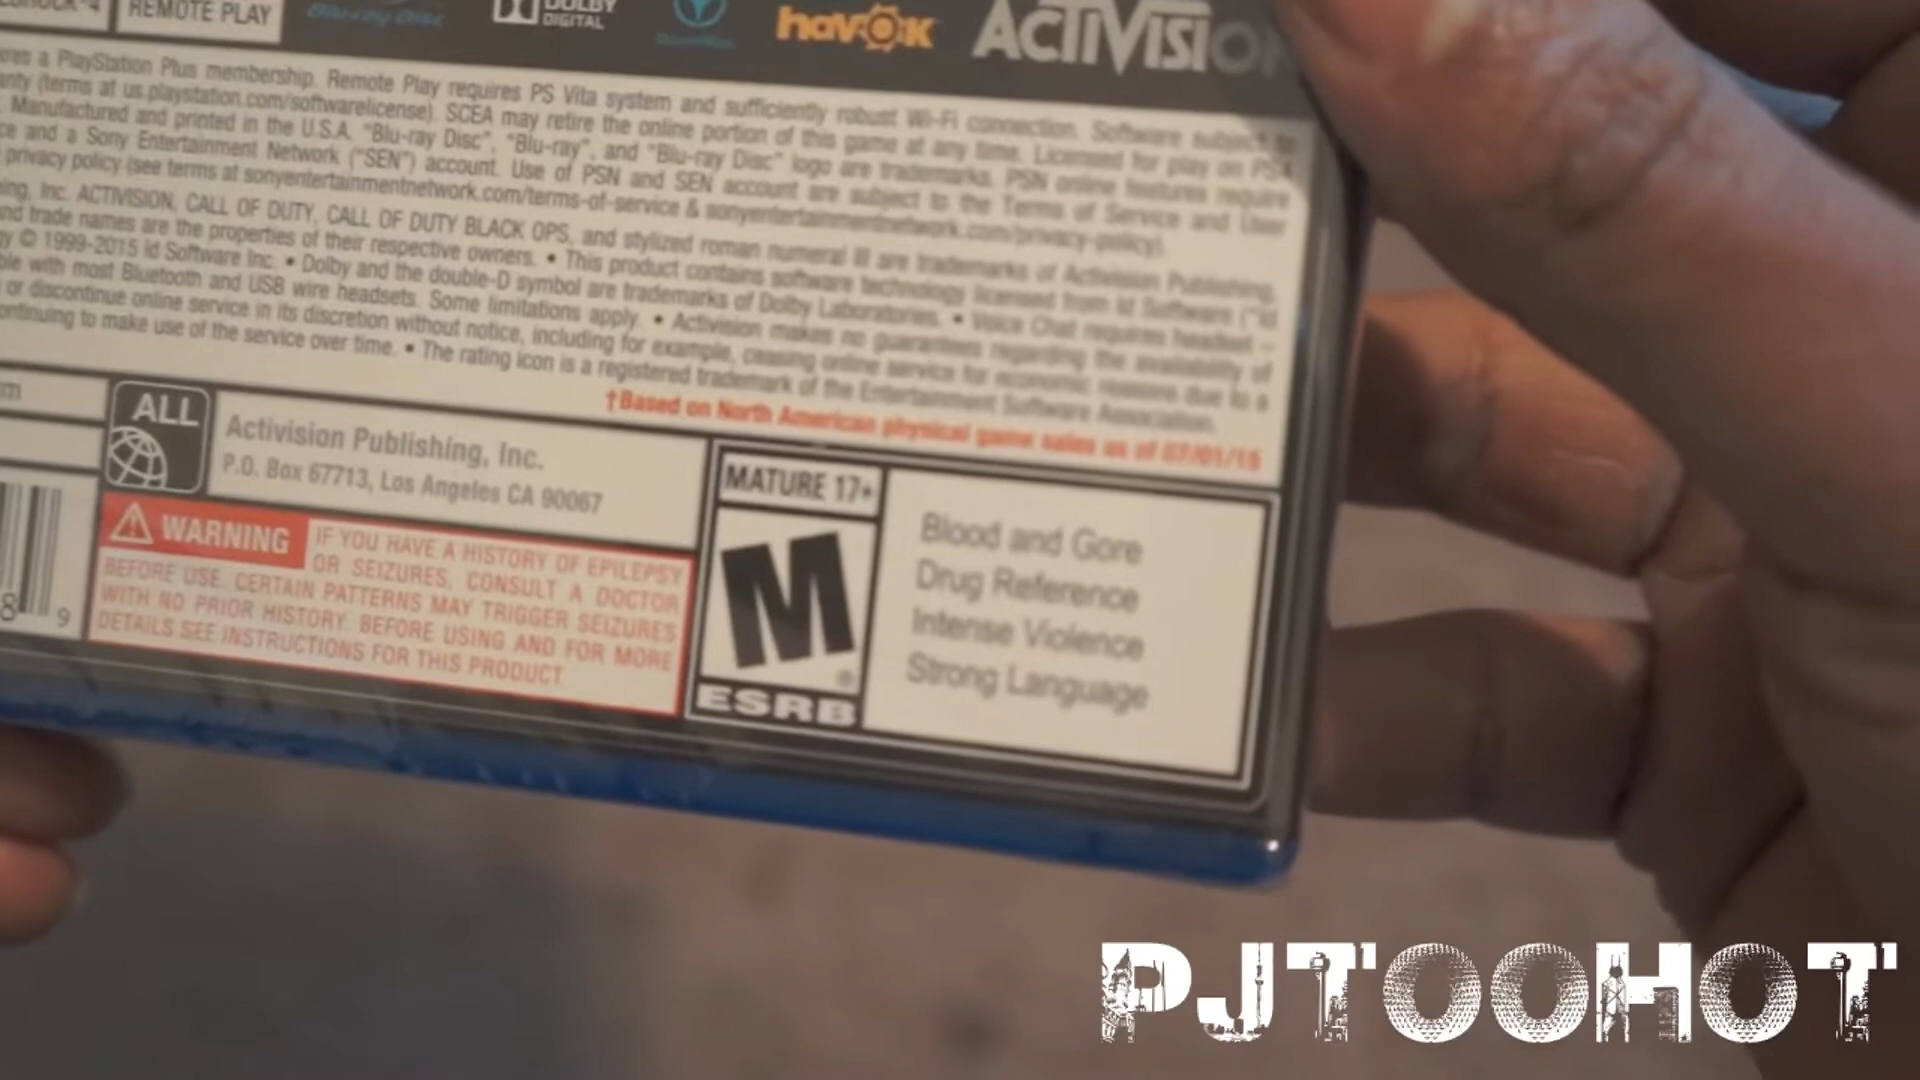 REMOTE PLAY
Blu-ray Disc
DOLBY
DIGITAL
havok
ACTIVISION
a PlayStation Plus membership. Remote Play requires PS Vita system and sufficiently robust Wi-Fi connection. Software subject to
(terms at us.playstation.com/softwarelicense). SCEA may retire the online portion of this game at any time. Licensed for play on PS4
Manufactured and printed in the U.S.A. "Blu-ray Disc", "Blu-ray", and "Blu-ray Disc" logo are trademarks. PSN online features require
and a Sony Entertainment Network ("SEN") account. Use of PSN and SEN account are subject to the Terms of Service and User
privacy policy (see terms at sonyentertainmentnetwork.com/terms-of-service & sonyentertainmentnetwork.com/privacy-policy).
Inc. ACTIVISION, CALL OF DUTY, CALL OF DUTY BLACK OPS, and stylized roman numeral III are trademarks of Activision Publishing,
and trade names are the properties of their respective owners. • This product contains software technology licensed from Id Software ("Id
© 1999-2015 Id Software Inc. • Dolby and the double-D symbol are trademarks of Dolby Laboratories. • Voice Chat requires headset –
with most Bluetooth and USB wire headsets. Some limitations apply. • Activision makes no guarantees regarding the availability of
or discontinue online service in its discretion without notice, including for example, ceasing online service for economic reasons due to a
continuing to make use of the service over time. • The rating icon is a registered trademark of the Entertainment Software Association.
†Based on North American physical game sales as of 07/01/15
ALL
Activision Publishing, Inc.
P.O. Box 67713, Los Angeles CA 90067
WARNING
IF YOU HAVE A HISTORY OF EPILEPSY
OR SEIZURES, CONSULT A DOCTOR
BEFORE USE. CERTAIN PATTERNS MAY TRIGGER SEIZURES
WITH NO PRIOR HISTORY. BEFORE USING AND FOR MORE
DETAILS SEE INSTRUCTIONS FOR THIS PRODUCT.
8 9
MATURE 17+
M
®
ESRB
Blood and Gore
Drug Reference
Intense Violence
Strong Language
PJTOOHOT